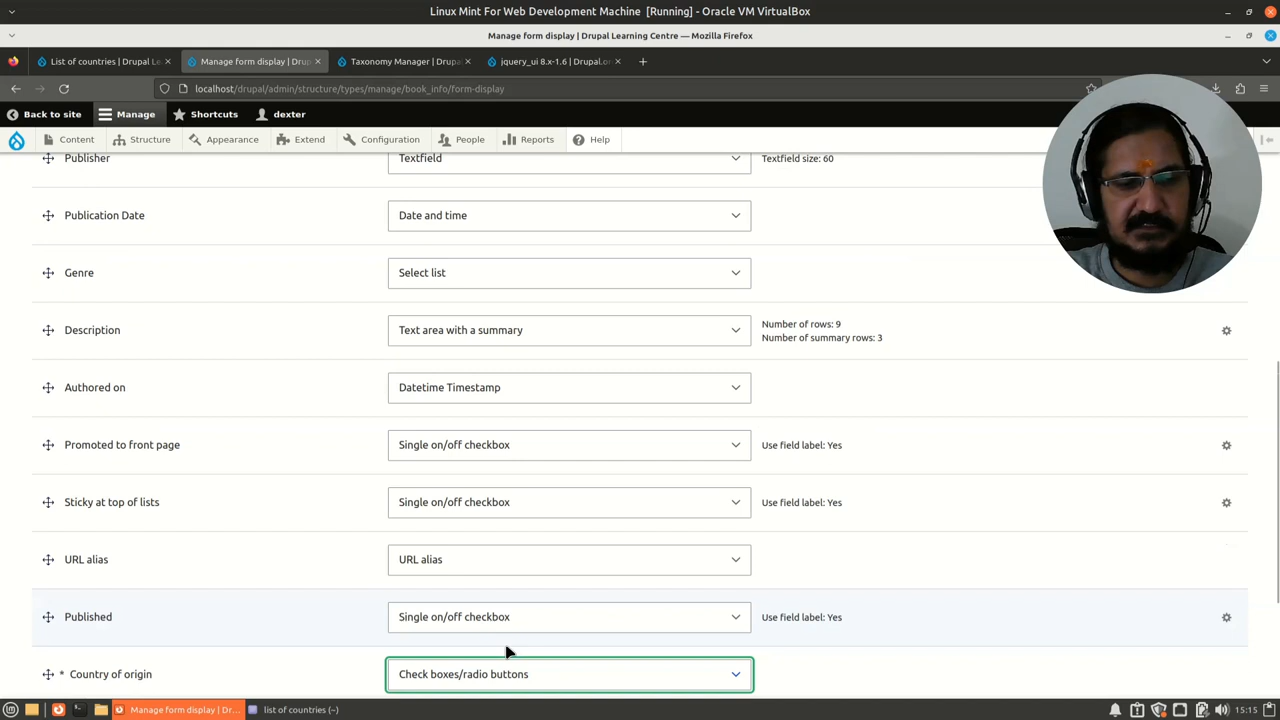 Linux Mint For Web Development Machine [Running] - Oracle VM VirtualBox
Manage form display | Drupal Learning Centre — Mozilla Firefox
List of countries | Drupal Le
Manage form display | Drup
Taxonomy Manager | Drupal.
jquery_ui 8.x-1.6 | Drupal.on
localhost/drupal/admin/structure/types/manage/book_info/form-display
Back to site
Manage
Shortcuts
dexter
Content
Structure
Appearance
Extend
Configuration
People
Reports
Help
Publisher
Textfield
Textfield size: 60
Publication Date
Date and time
Genre
Select list
Description
Text area with a summary
Number of rows: 9
Number of summary rows: 3
Authored on
Datetime Timestamp
Promoted to front page
Single on/off checkbox
Use field label: Yes
Sticky at top of lists
Single on/off checkbox
Use field label: Yes
URL alias
URL alias
Published
Single on/off checkbox
Use field label: Yes
* Country of origin
Check boxes/radio buttons
Manage form display | Dr...
list of countries (~)
15:15